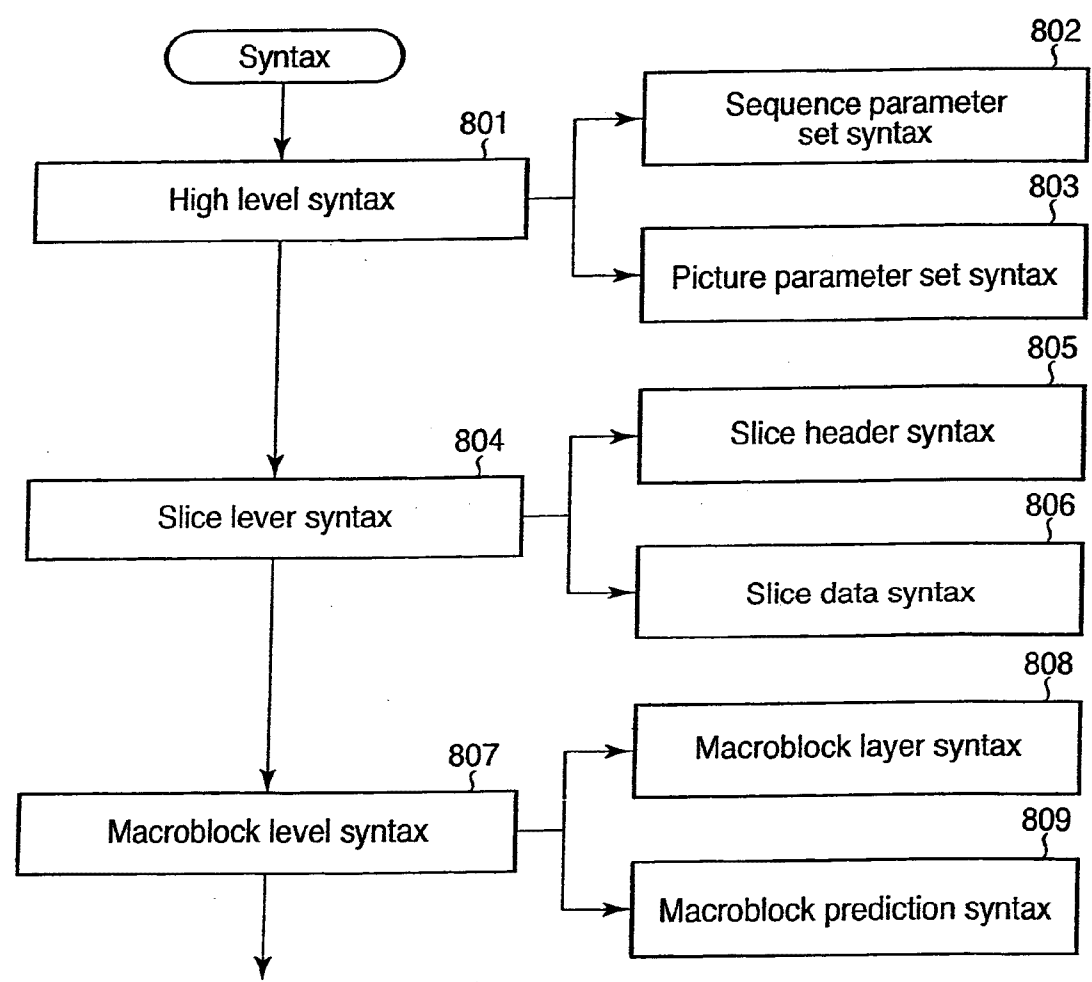 Syntax
801
High level syntax
802
Sequence parameter
set syntax
803
Picture parameter set syntax
804
Slice lever syntax
805
Slice header syntax
806
Slice data syntax
807
Macroblock level syntax
808
Macroblock layer syntax
809
Macroblock prediction syntax